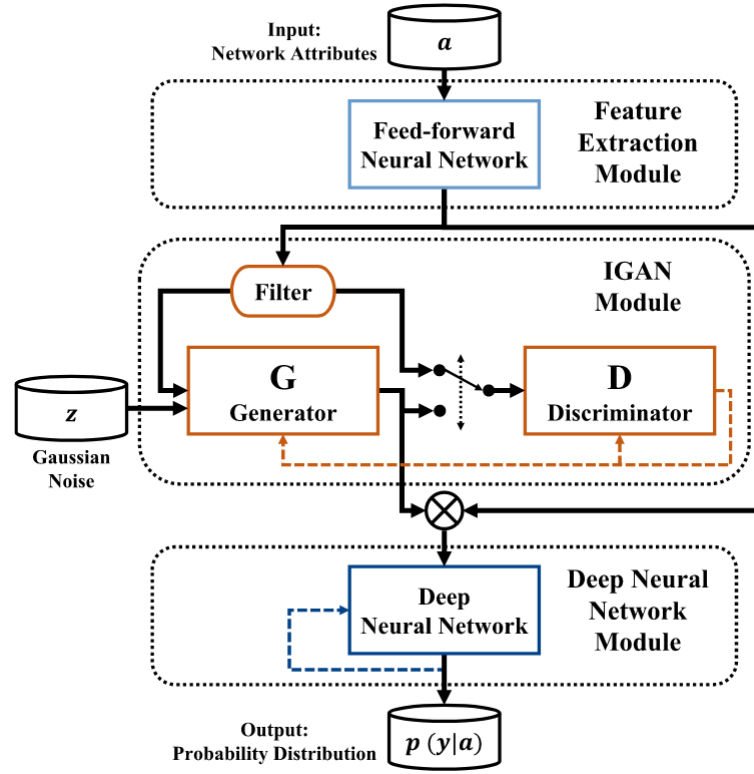 Input:
Network Attributes
a
Feed-forward
Neural Network
Feature
Extraction
Module
IGAN
Module
Filter
G
Generator
D
Discriminator
z
Gaussian
Noise
Deep
Neural Network
Deep Neural
Network
Module
Output:
Probability Distribution
p (y|a)